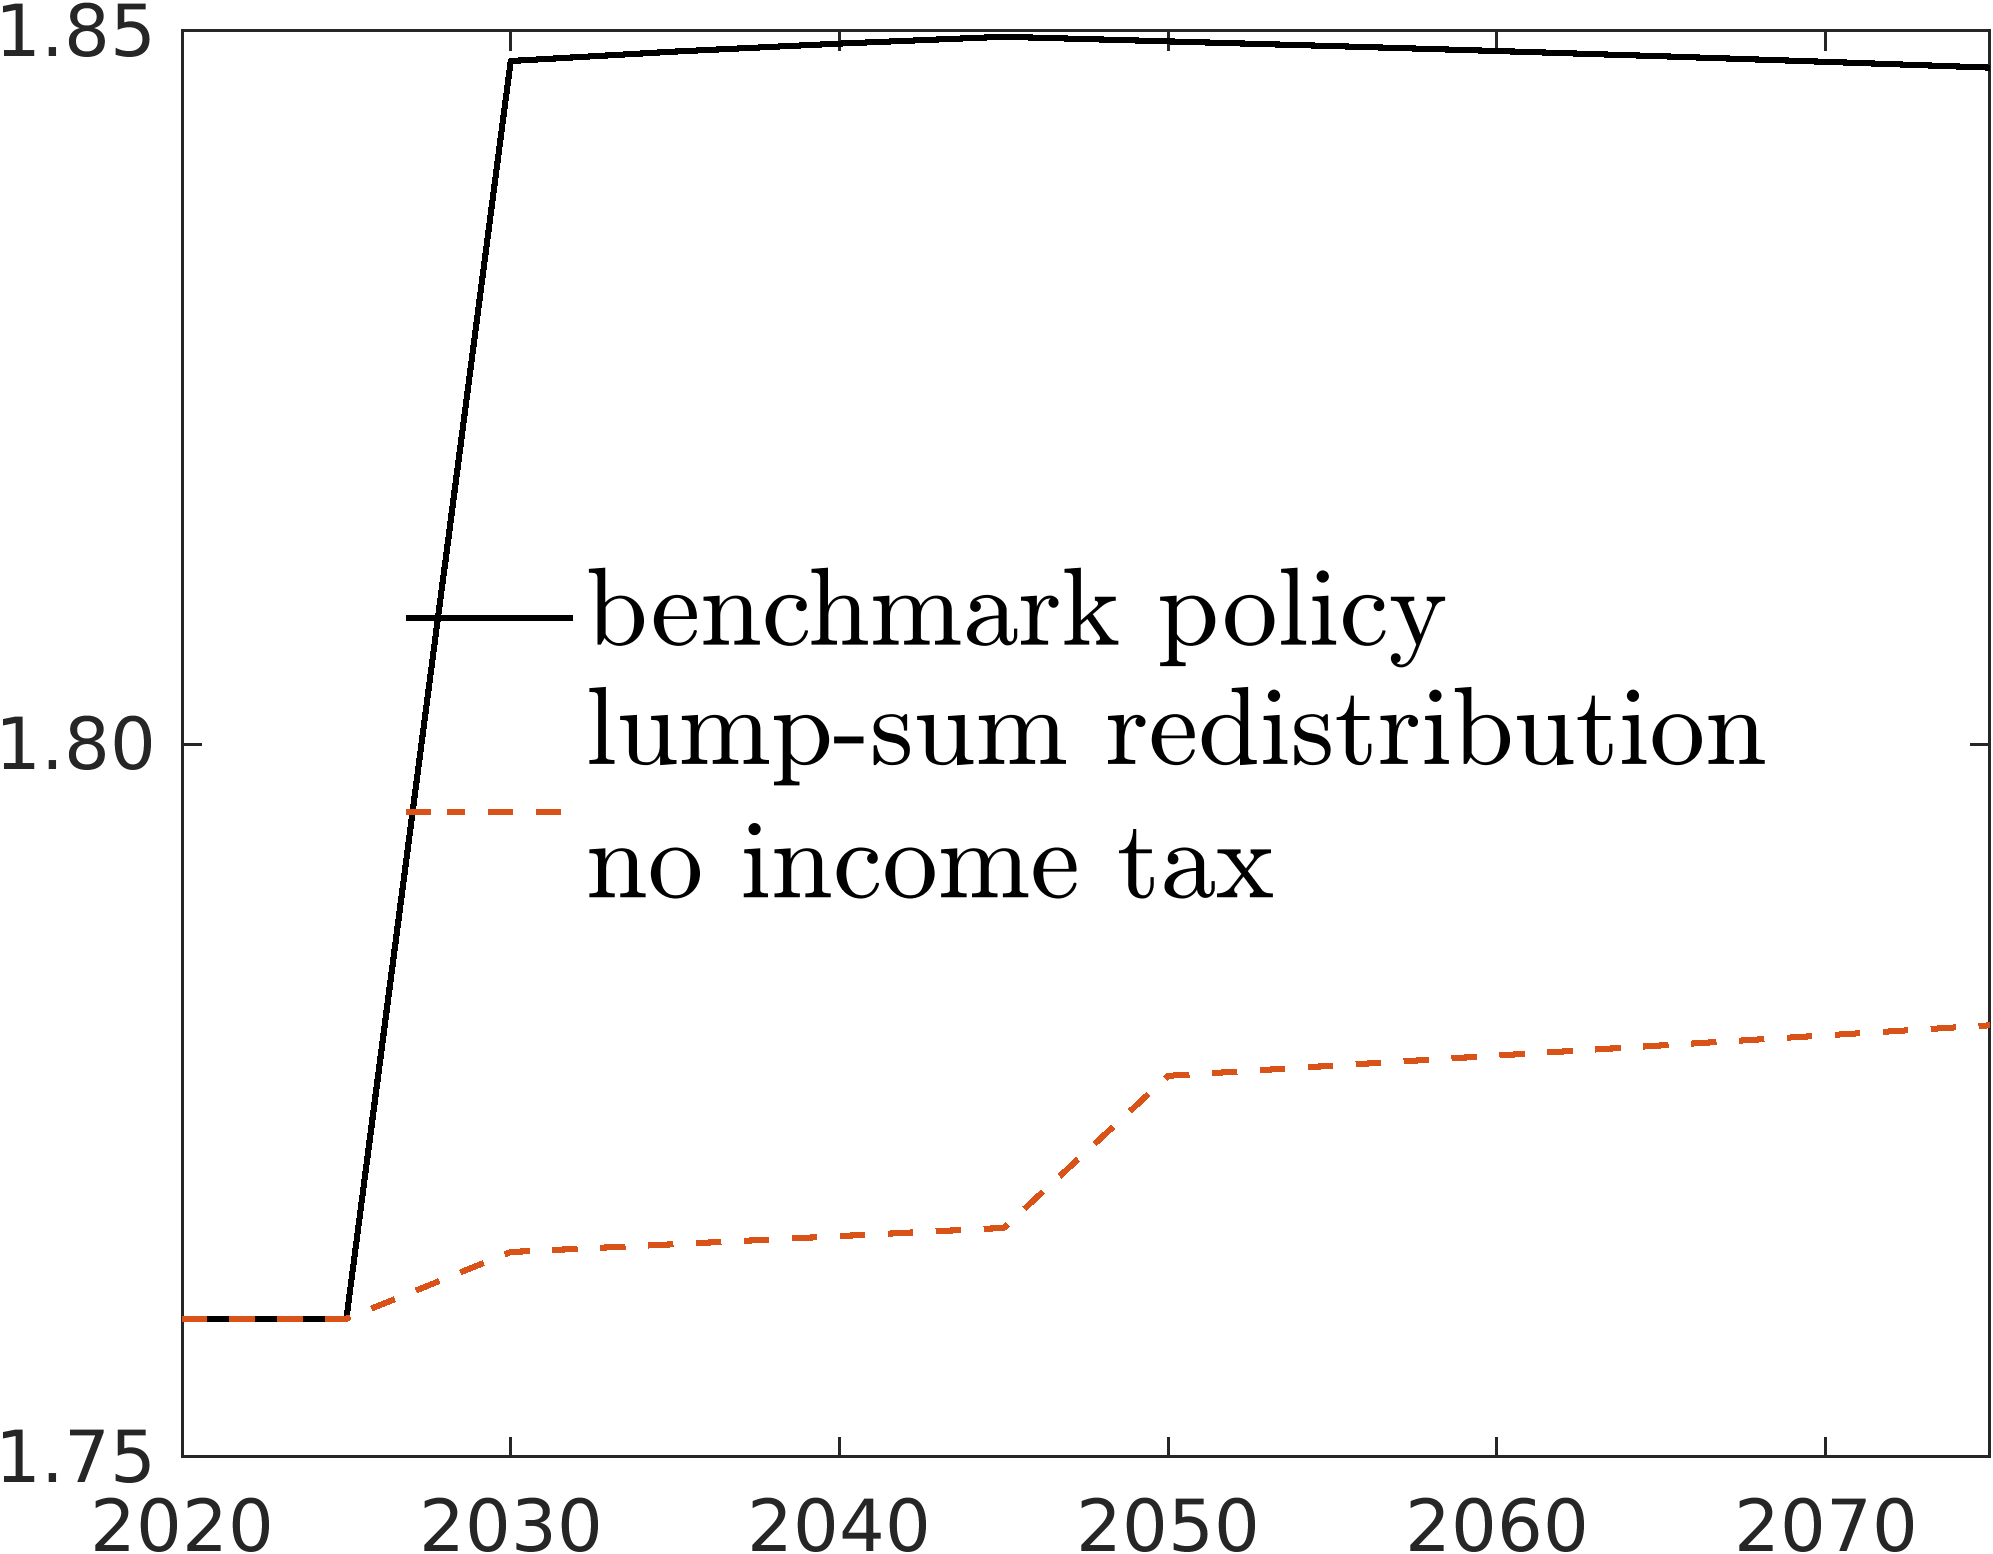 1.85
benchmark policy
lump-sum redistribution
1.80
no income tax
1.75
2020 2030 2040 2050 2060 2070